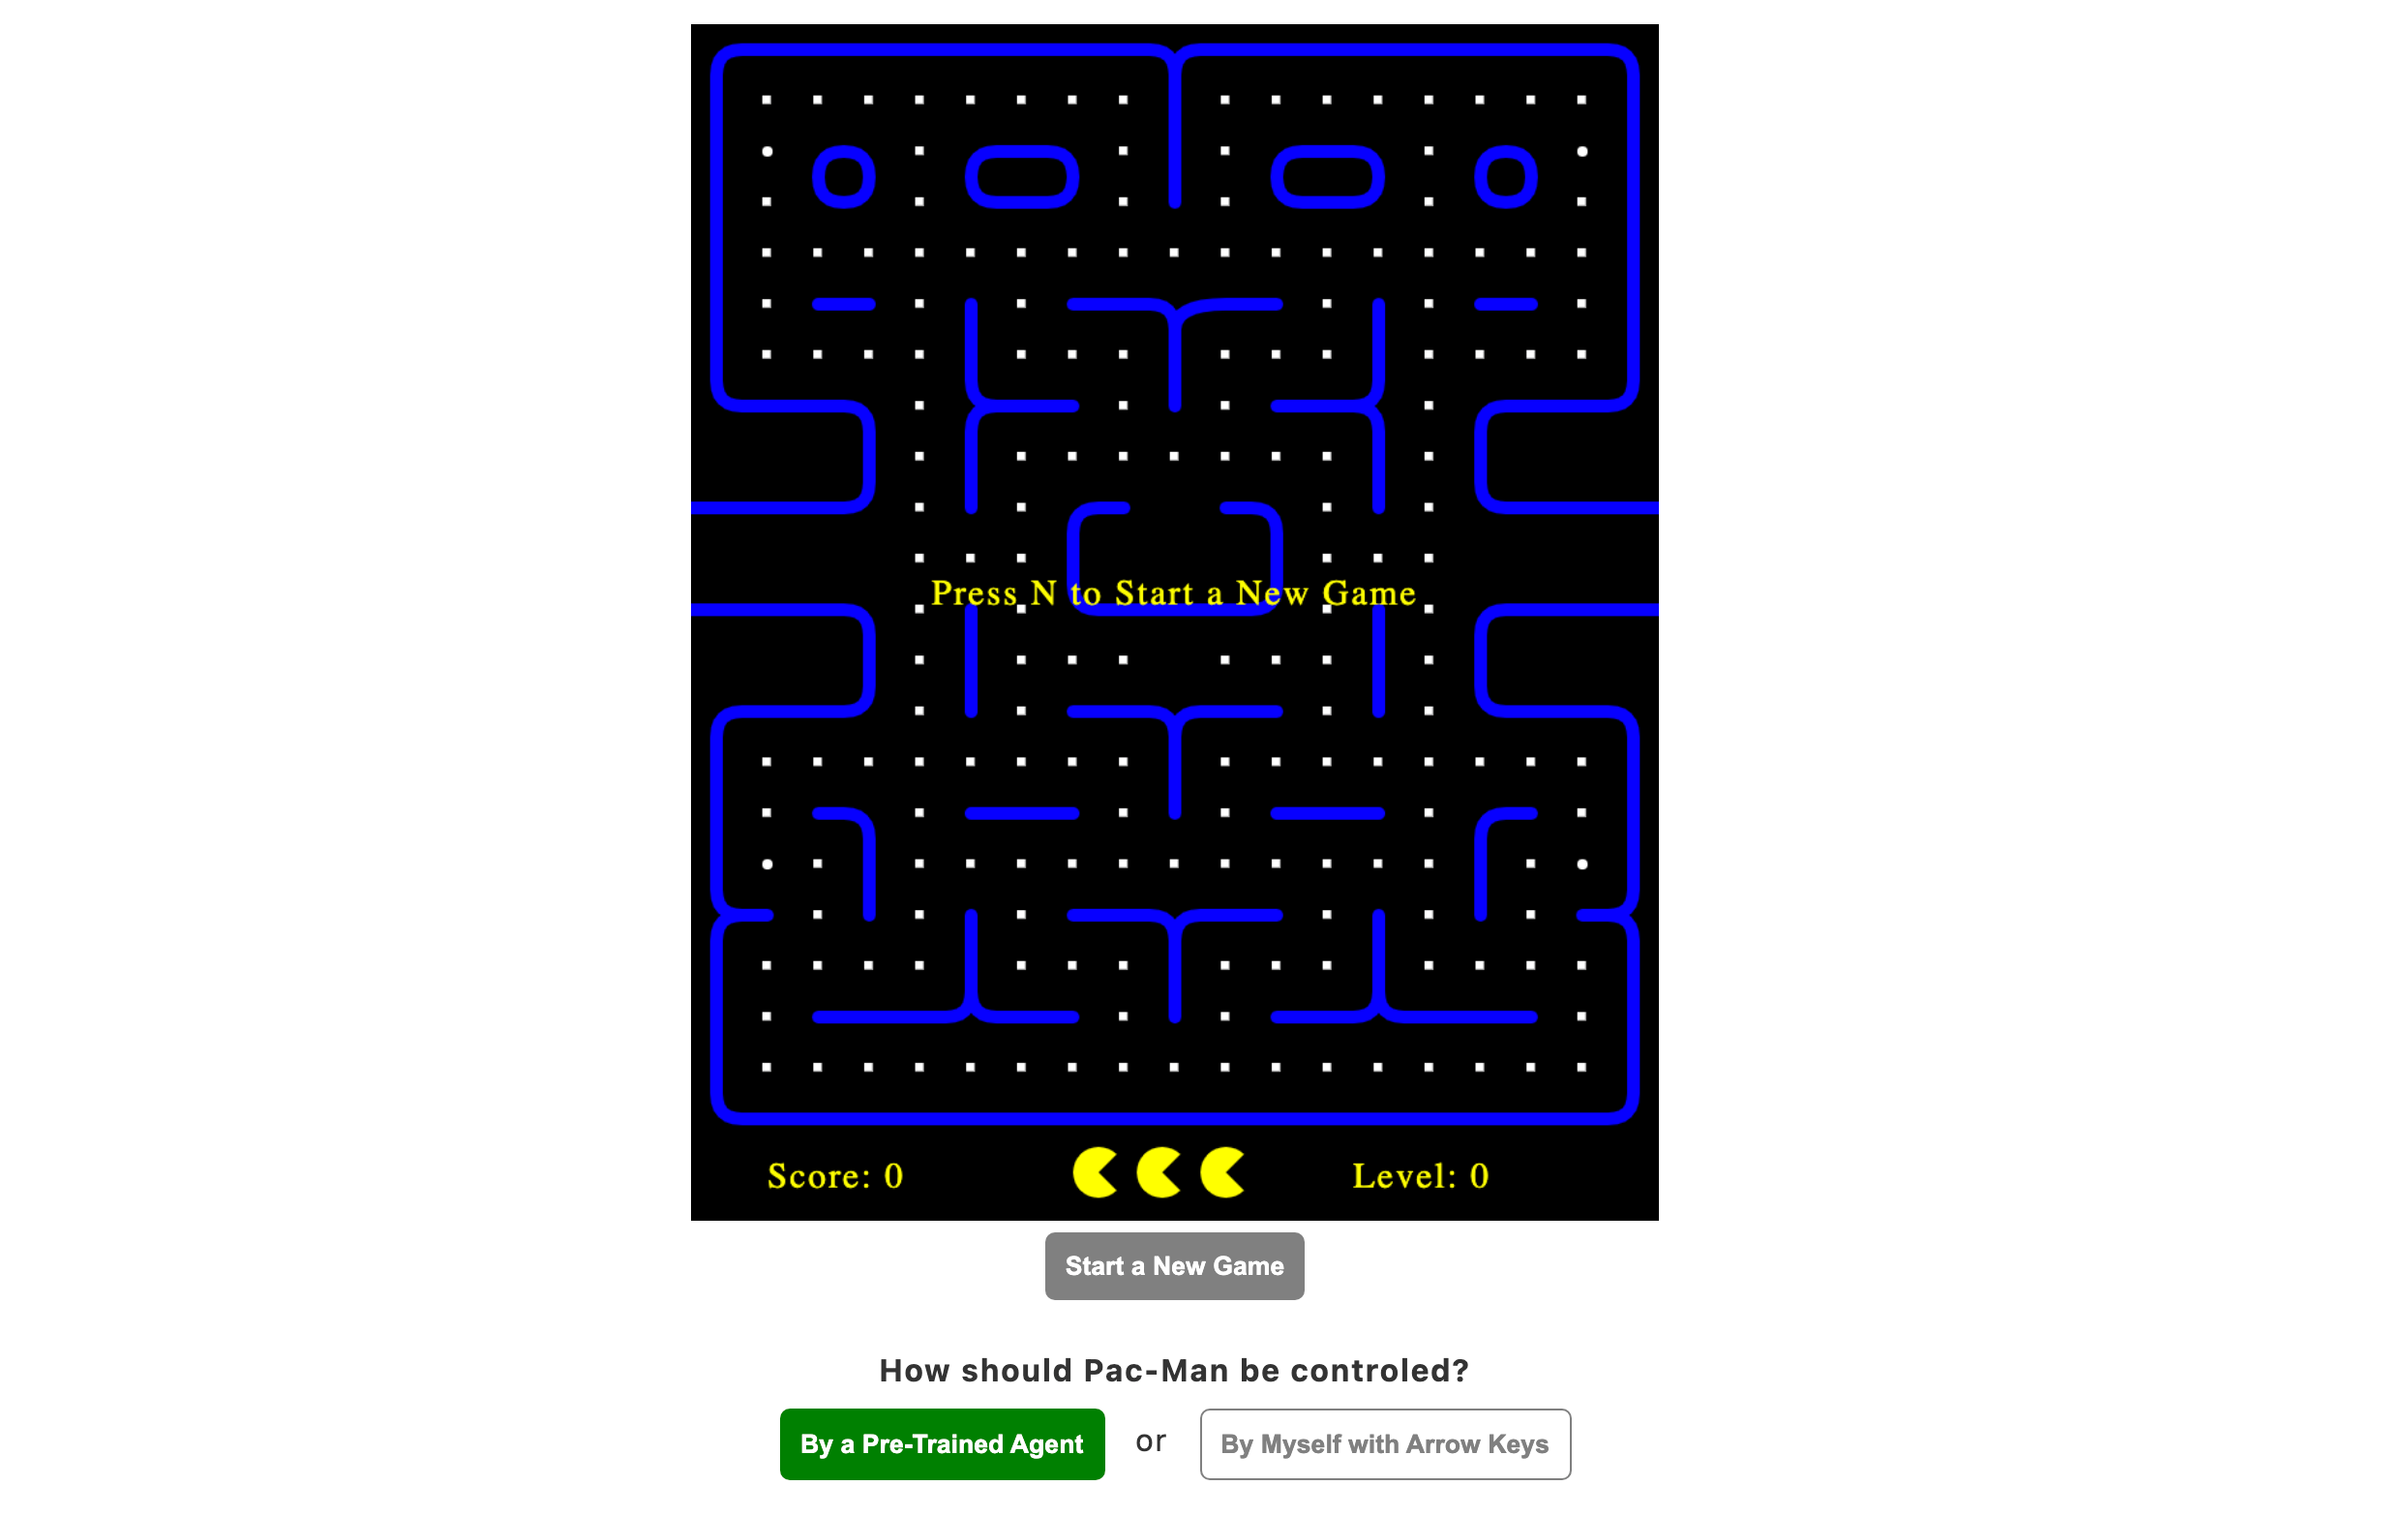 Press N to Start a New Game
Score: 0 Level: 0
Start a New Game
How should Pac-Man be controled?
By a Pre-Trained Agent or By Myself with Arrow Keys